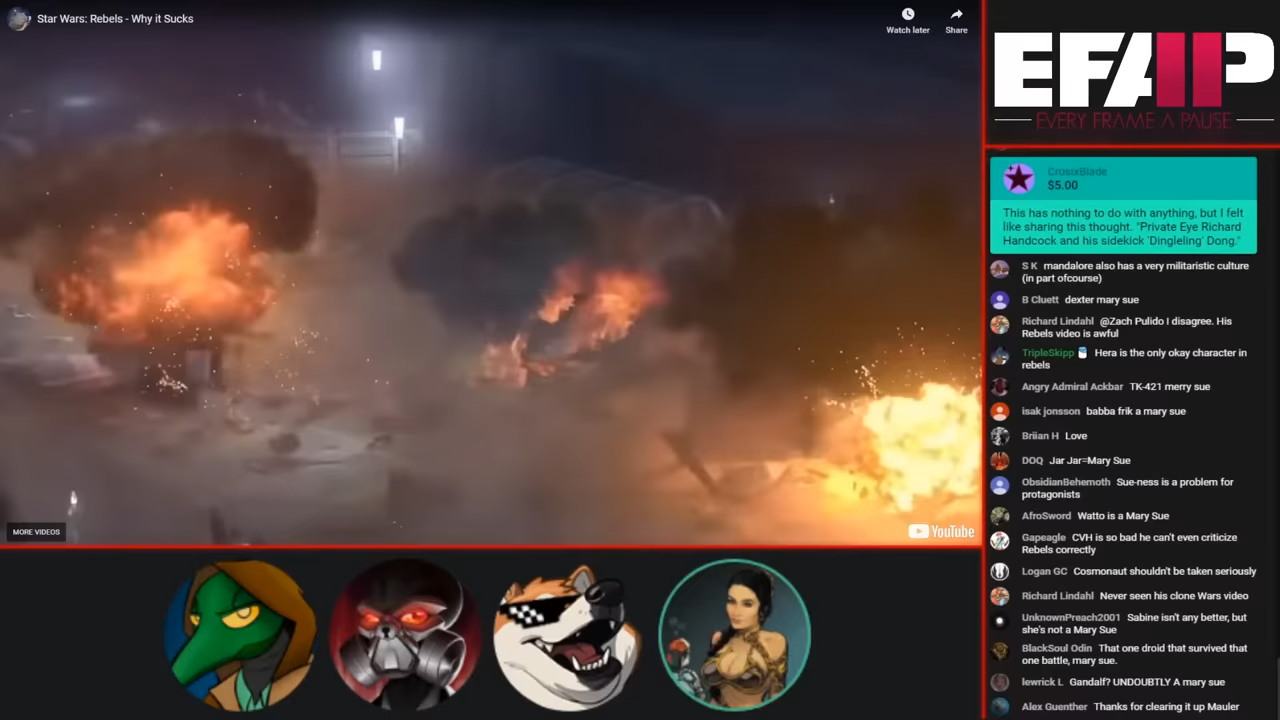 Star Wars: Rebels - Why it Sucks
Watch later
Share
MORE VIDEOS
YouTube
EFAP
EVERY FRAME A PAUSE
CrusixBlade
$5.00
This has nothing to do with anything, but I felt
like sharing this thought. "Private Eye Richard
Handcock and his sidekick 'Dingleling' Dong."
S K mandalore also has a very militaristic culture
(in part ofcourse)
B Cluett dexter mary sue
Richard Lindahl @Zach Pulido I disagree. His
Rebels video is awful
TripleSkipp Hera is the only okay character in
rebels
Angry Admiral Ackbar TK-421 merry sue
isak jonsson babba frik a mary sue
Briian H Love
DOQ Jar Jar=Mary Sue
ObsidianBehemoth Sue-ness is a problem for
protagonists
AfroSword Watto is a Mary Sue
Gapeagle CVH is so bad he can't even criticize
Rebels correctly
Logan GC Cosmonaut shouldn't be taken seriously
Richard Lindahl Never seen his clone Wars video
UnknownPreach2001 Sabine isn't any better, but
she's not a Mary Sue
BlackSoul Odin That one droid that survived that
one battle, mary sue.
lewrick L Gandalf? UNDOUBTLY A mary sue
Alex Guenther Thanks for clearing it up Mauler